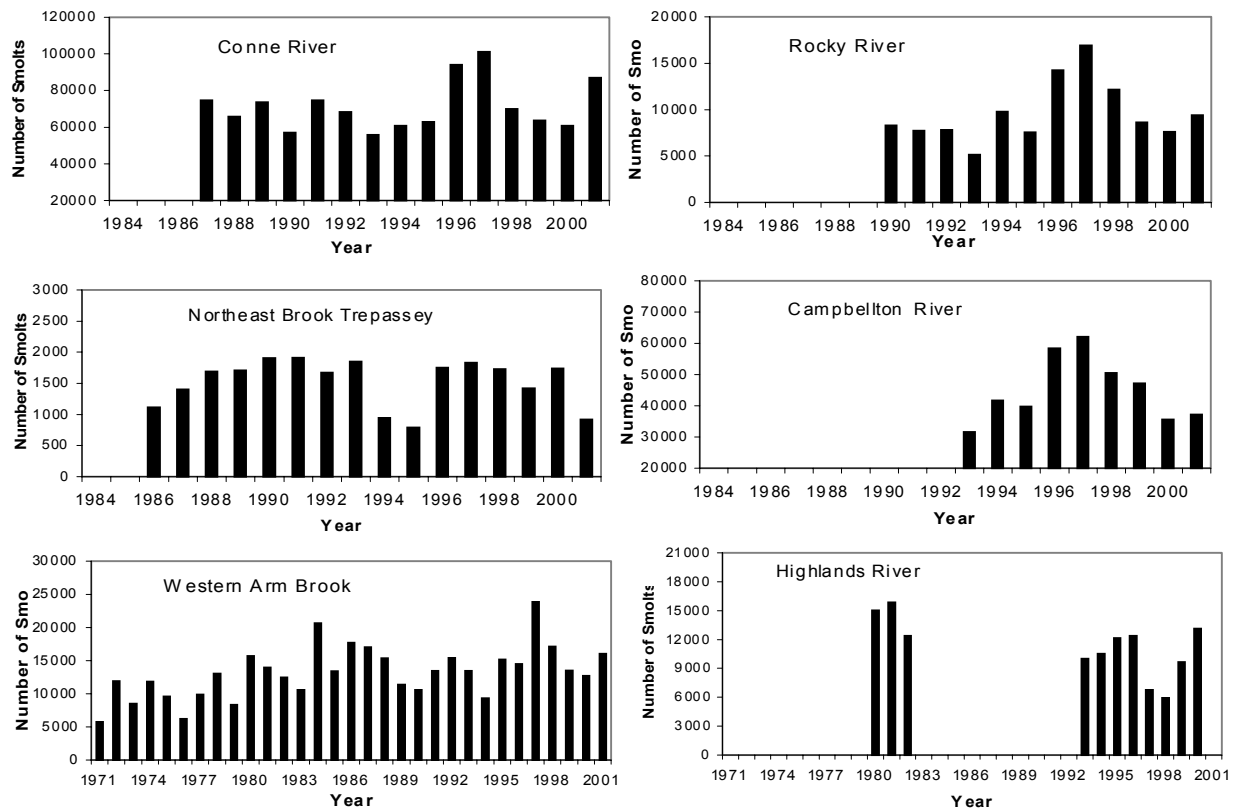 Conne River
Number of Smolts
120000
100000
80000
60000
40000
20000
1984 1986 1988 1990 1992 1994 1996 1998 2000
Year
Rocky River
Number of Smo
20000
15000
10000
5000
0
1984 1986 1988 1990 1992 1994 1996 1998 2000
Year
Northeast Brook Trepassey
Number of Smolts
3000
2500
2000
1500
1000
500
0
1984 1986 1988 1990 1992 1994 1996 1998 2000
Year
Campbellton River
Number of Smo
80000
70000
60000
50000
40000
30000
20000
1984 1986 1988 1990 1992 1994 1996 1998 2000
Year
Western Arm Brook
Number of Smo
30000
25000
20000
15000
10000
5000
0
1971 1974 1977 1980 1983 1986 1989 1992 1995 1998 2001
Year
Highlands River
Number of Smolts
21000
18000
15000
12000
9000
6000
3000
0
1971 1974 1977 1980 1983 1986 1989 1992 1995 1998 2001
Year